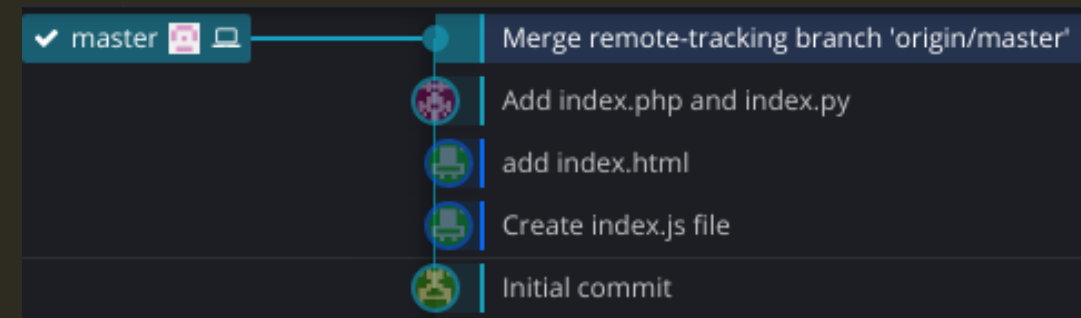 master
Merge remote-tracking branch 'origin/master'
Add index.php and index.py
add index.html
Create index.js file
Initial commit